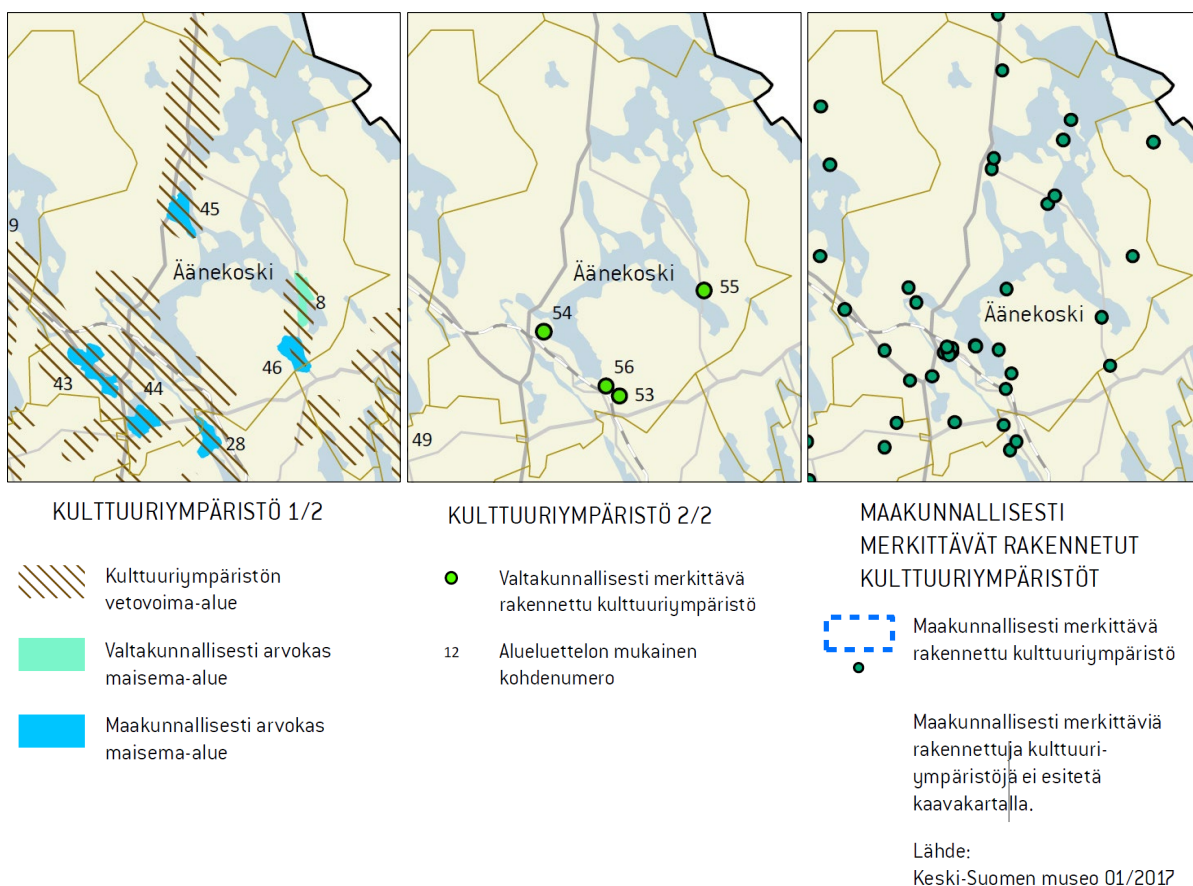 45
9
Äänekoski
8
43
44
46
28
Äänekoski
55
54
56
53
49
Äänekoski
KULTTUURIYMPÄRISTÖ 1/2
Kulttuuriympäristön
vetovoima-alue
Valtakunnallisesti arvokas
maisema-alue
Maakunnallisesti arvokas
maisema-alue
KULTTUURIYMPÄRISTÖ 2/2
Valtakunnallisesti merkittävä
rakennettu kulttuuriympäristö
12
Alueluettelon mukainen
kohdenumero
MAAKUNNALLISESTI
MERKITTÄVÄT RAKENNETUT
KULTTUURIYMPÄRISTÖT
Maakunnallisesti merkittävä
rakennettu kulttuuriympäristö
Maakunnallisesti merkittäviä
rakennettuja kulttuuri-
ympäristöjä ei esitetä
kaavakartalla.
Lähde:
Keski-Suomen museo 01/2017